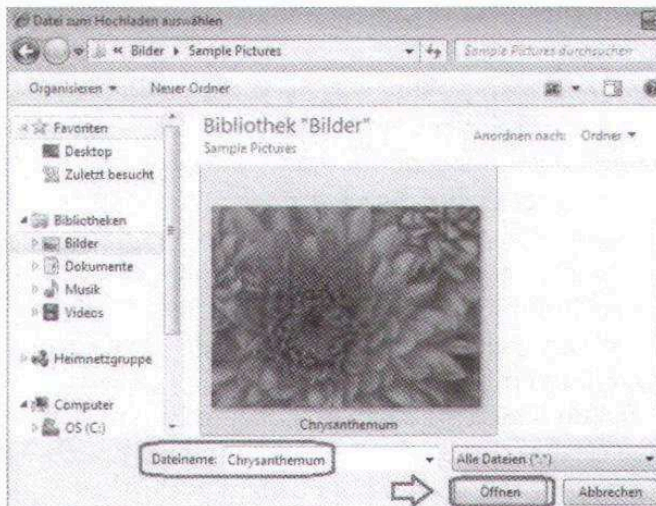 Datei zum Hochladen auswählen
« Bilder ▸ Sample Pictures
Sample Pictures durchsuchen
Organisieren
Neuer Ordner
Favoriten
Desktop
Zuletzt besucht
Bibliotheken
Bilder
Dokumente
Musik
Videos
Heimnetzgruppe
Computer
OS (C:)
Bibliothek "Bilder"
Sample Pictures
Anordnen nach: Ordner
Chrysanthemum
Dateiname: Chrysanthemum
Alle Dateien (*.*)
Öffnen
Abbrechen